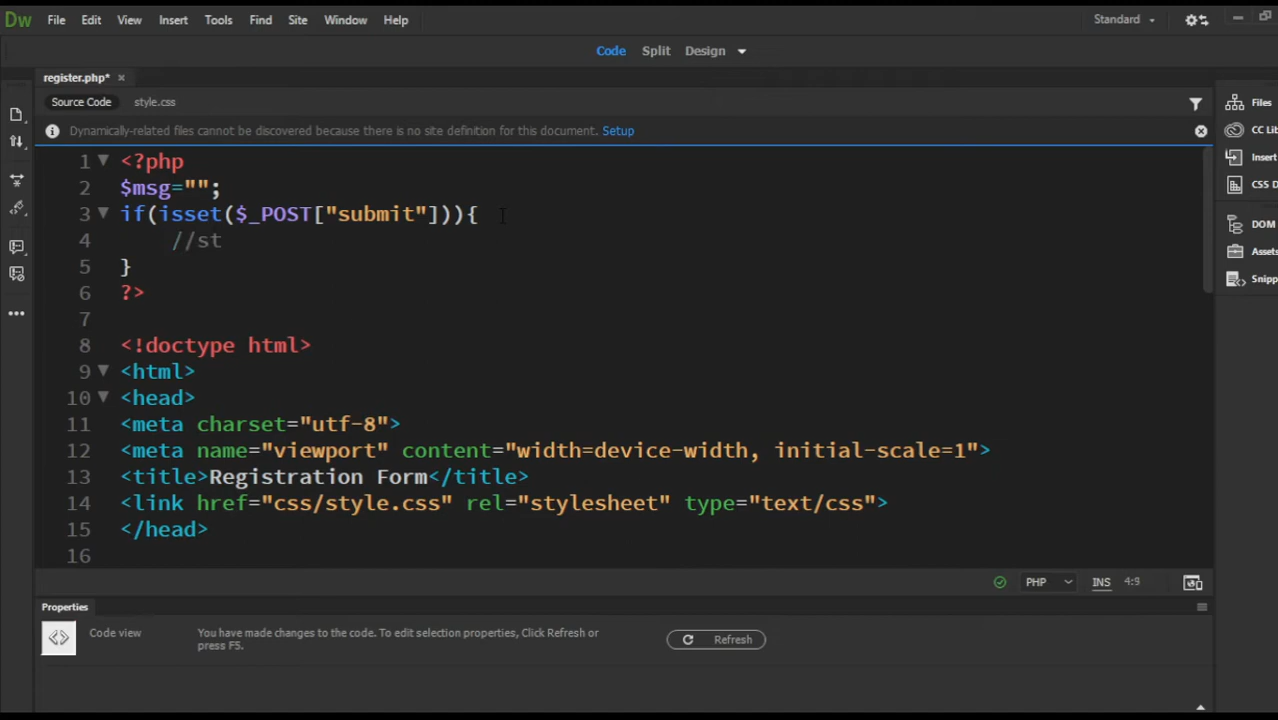 Dw File Edit View Insert Tools Find Site Window Help Standard
Code Split Design
register.php*
Source Code style.css
Dynamically-related files cannot be discovered because there is no site definition for this document. Setup
1 <?php
2 $msg="";
3 if(isset($_POST["submit"])){
4 //st
5 }
6 ?>
7
8 <!doctype html>
9 <html>
10 <head>
11 <meta charset="utf-8">
12 <meta name="viewport" content="width=device-width, initial-scale=1">
13 <title>Registration Form</title>
14 <link href="css/style.css" rel="stylesheet" type="text/css">
15 </head>
16
Files
CC Lib
Insert
CSS D
DOM
Assets
Snipp
PHP INS 4:9
Properties
Code view
You have made changes to the code. To edit selection properties, Click Refresh or
press F5.
Refresh